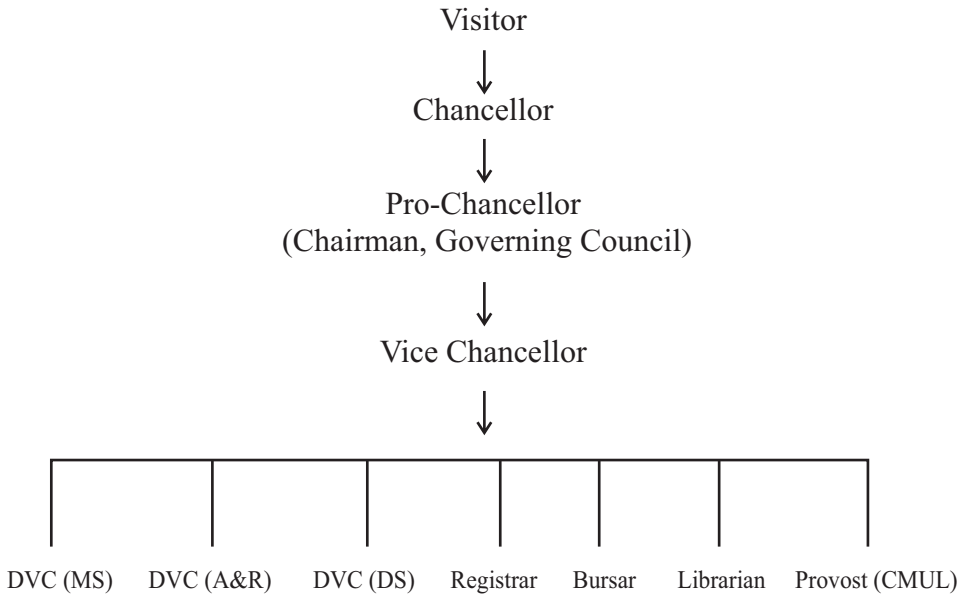 Visitor
Chancellor
Pro-Chancellor
(Chairman, Governing Council)
Vice Chancellor
DVC (MS)
DVC (A&R)
DVC (DS)
Registrar
Bursar
Librarian
Provost (CMUL)